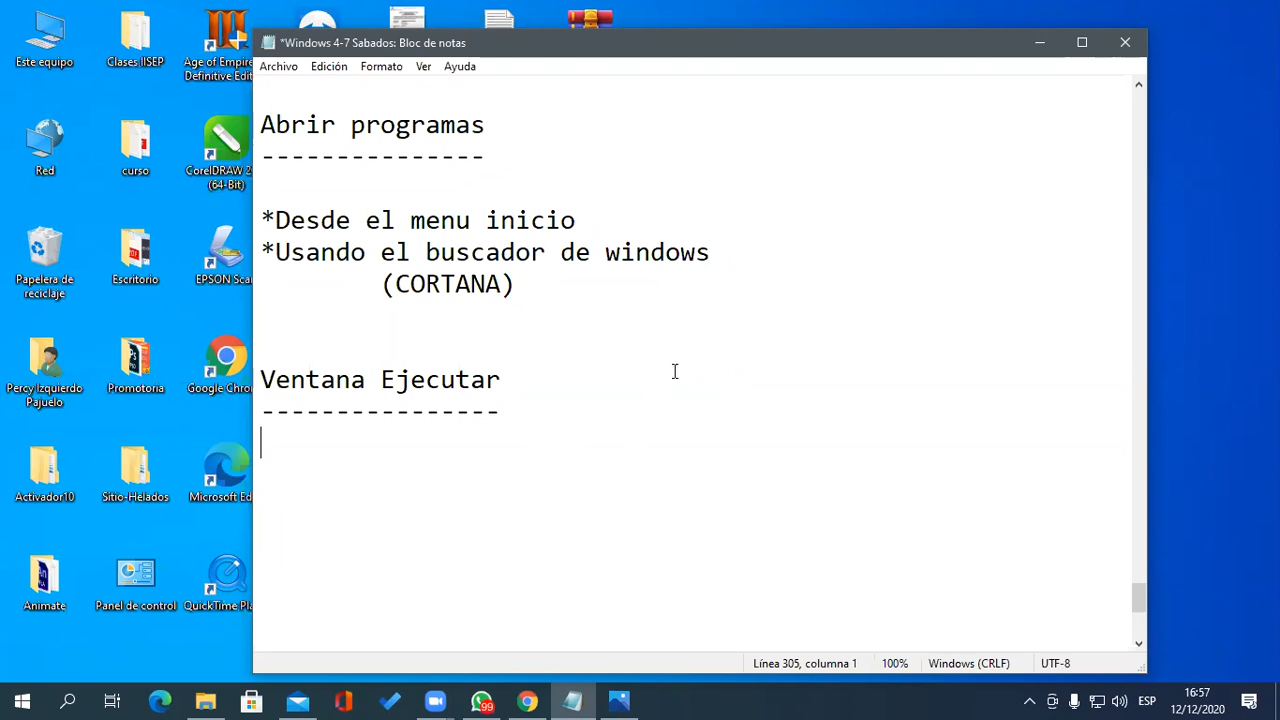 Este equipo
Clases IISEP
Age of Empire
Definitive Edit
*Windows 4-7 Sabados: Bloc de notas
Archivo Edición Formato Ver Ayuda
Abrir programas
---------------
*Desde el menu inicio
*Usando el buscador de windows
(CORTANA)
Ventana Ejecutar
----------------
Red
curso
CorelDRAW 2
(64-Bit)
Papelera de
reciclaje
Escritorio
EPSON Sca
Percy Izquierdo
Pajuelo
Promotoria
Google Chro
Activador10
Sitio-Helados
Microsoft Ed
Animate
Panel de control
QuickTime Pla
Línea 305, columna 1 100% Windows (CRLF) UTF-8
99
ESP
16:57
12/12/2020